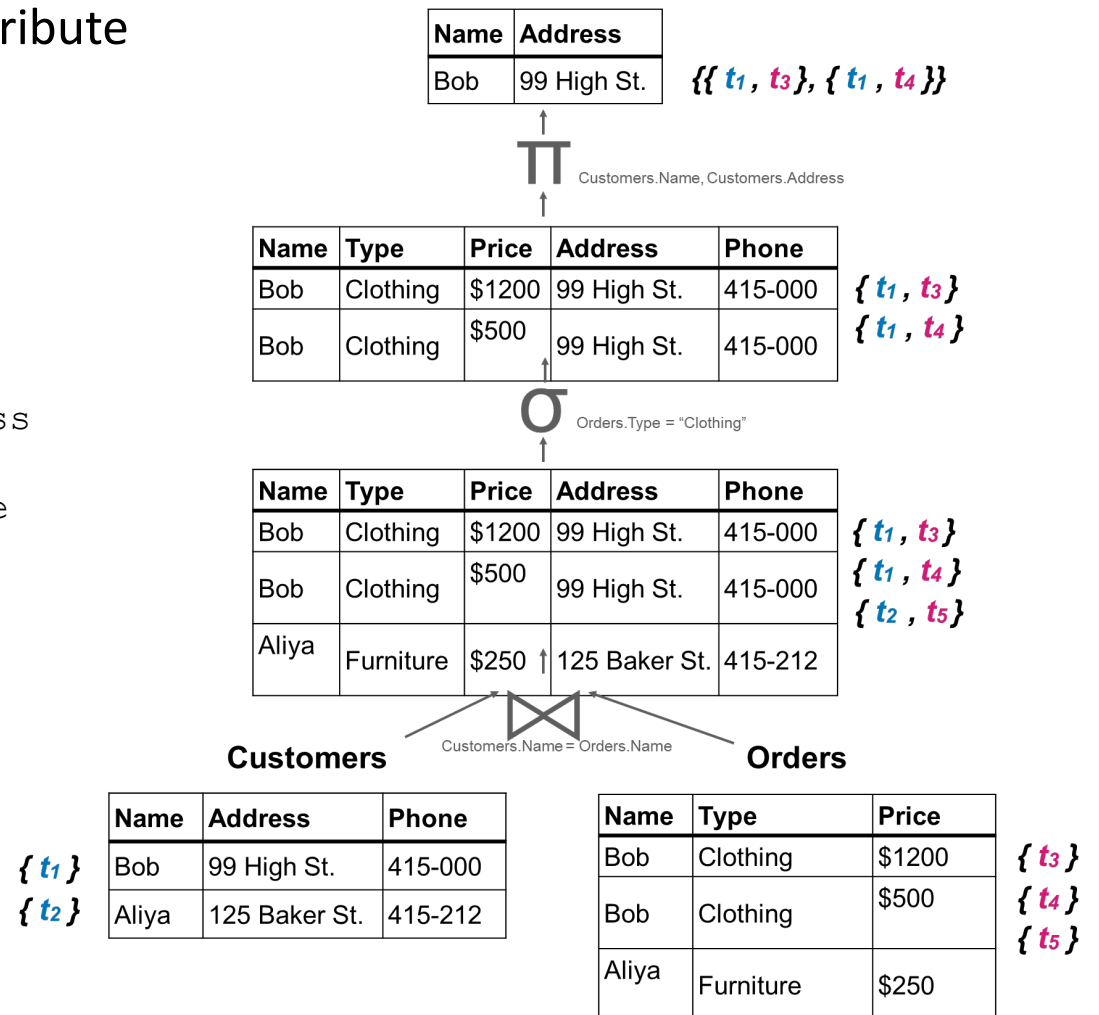 ribute
Name Address
Bob 99 High St. {{ t1 , t3 }, { t1 , t4 }}
π Customers.Name, Customers.Address
Name Type Price Address Phone
Bob Clothing $1200 99 High St. 415-000 { t1 , t3 }
Bob Clothing $500 99 High St. 415-000 { t1 , t4 }
ss
σ Orders.Type = “Clothing”
Name Type Price Address Phone
e
Bob Clothing $1200 99 High St. 415-000 { t1 , t3 }
Bob Clothing $500 99 High St. 415-000 { t1 , t4 }
Aliya Furniture $250 125 Baker St. 415-212 { t2 , t5 }
⋈ Customers.Name = Orders.Name
Customers
Name Address Phone
{ t1 } Bob 99 High St. 415-000
{ t2 } Aliya 125 Baker St. 415-212
Orders
Name Type Price
Bob Clothing $1200 { t3 }
Bob Clothing $500 { t4 }
Aliya Furniture $250 { t5 }